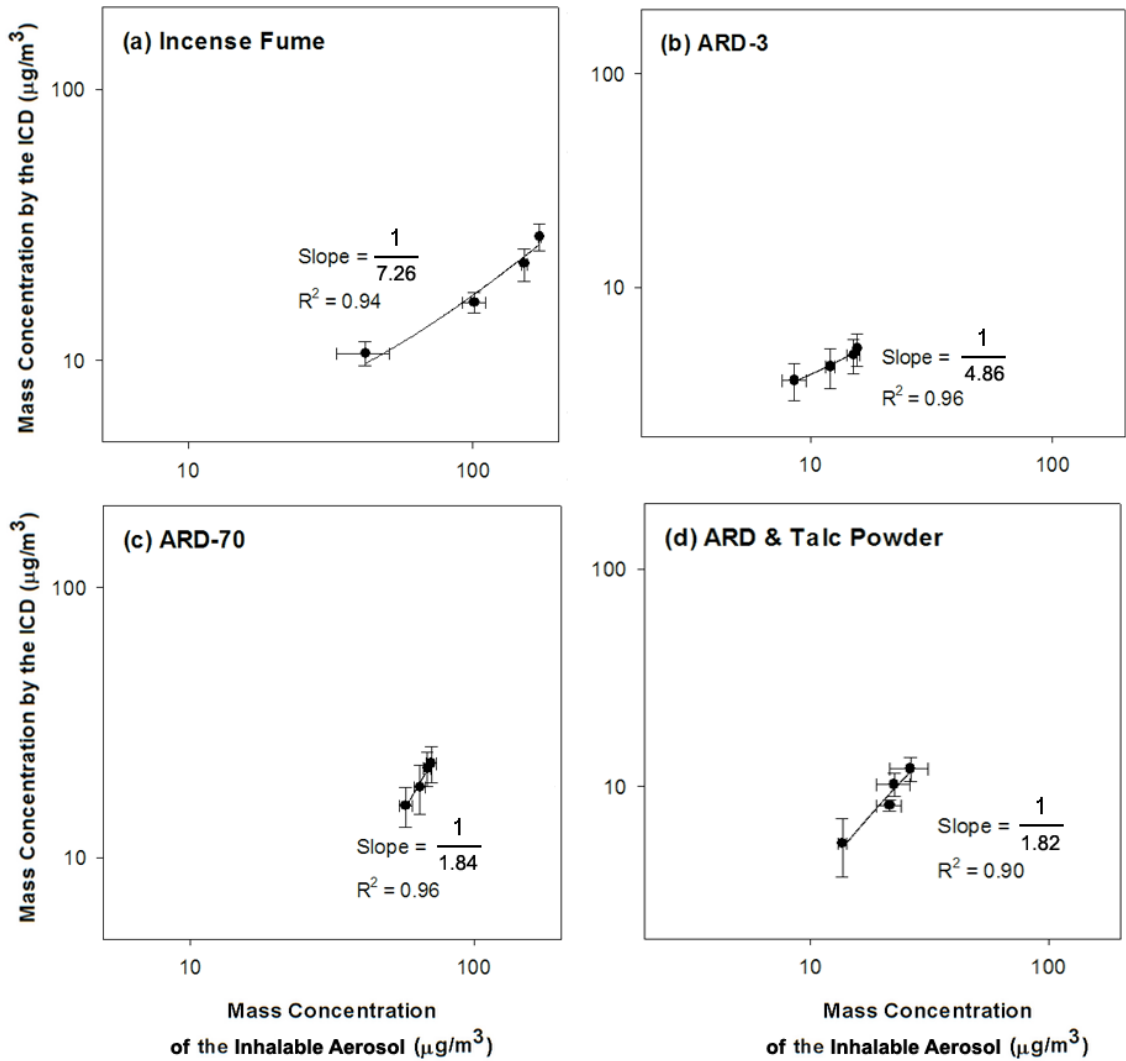 (a) Incense Fume
Mass Concentration by the ICD (μg/m³)
100
10
Slope = 1
7.26
R² = 0.94
10
100
(b) ARD-3
100
10
Slope = 1
4.86
R² = 0.96
10
100
(c) ARD-70
Mass Concentration by the ICD (μg/m³)
100
10
Slope = 1
1.84
R² = 0.96
10
100
Mass Concentration
of the Inhalable Aerosol (μg/m³)
(d) ARD & Talc Powder
100
10
Slope = 1
1.82
R² = 0.90
10
100
Mass Concentration
of the Inhalable Aerosol (μg/m³)